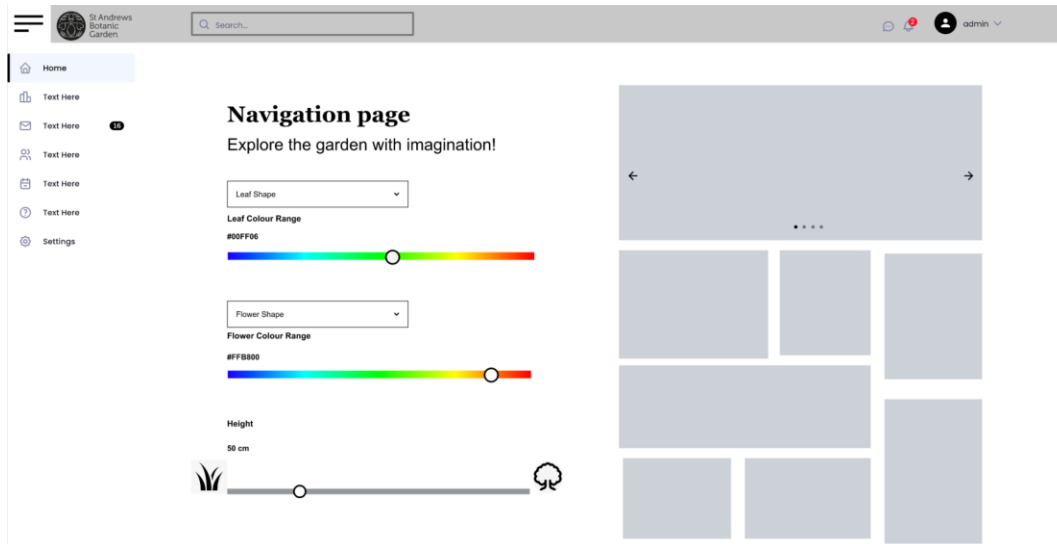 St Andrews
Botanic
Garden
Search...
2
admin
Home
Text Here
Text Here 16
Text Here
Text Here
Text Here
Settings
Navigation page
Explore the garden with imagination!
Leaf Shape
Leaf Colour Range
#00FF06
Flower Shape
Flower Colour Range
#FFB800
Height
50 cm